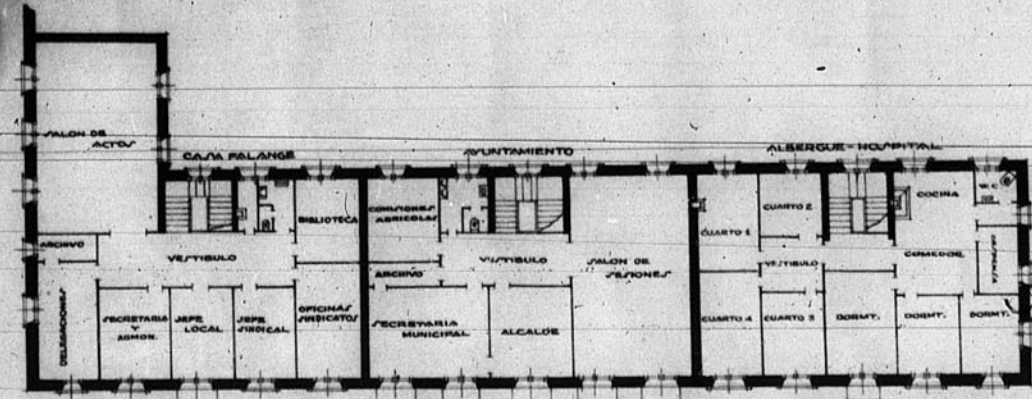 CASA FALANGE
AYUNTAMIENTO
ALBERGUE-HOSPITAL
SALON DE
ACTOS
ARCHIVO
DELEGACIONES
SECRETARIA
Y
ADMON.
JEFE
LOCAL
JEFE
SINDICAL
VESTIBULO
BIBLIOTECA
OFICINAS
SINDICATOS
COMISIONES
AGRICOLAS
ARCHIVO
SECRETARIA
MUNICIPAL
VESTIBULO
ALCALDE
SALON DE
SESIONES
CUARTO 1
CUARTO 2
VESTIBULO
CUARTO 4
CUARTO 3
COCINA
W.C
DESPENSA
COMEDOR
DORMT.
DORMT.
DORMT.